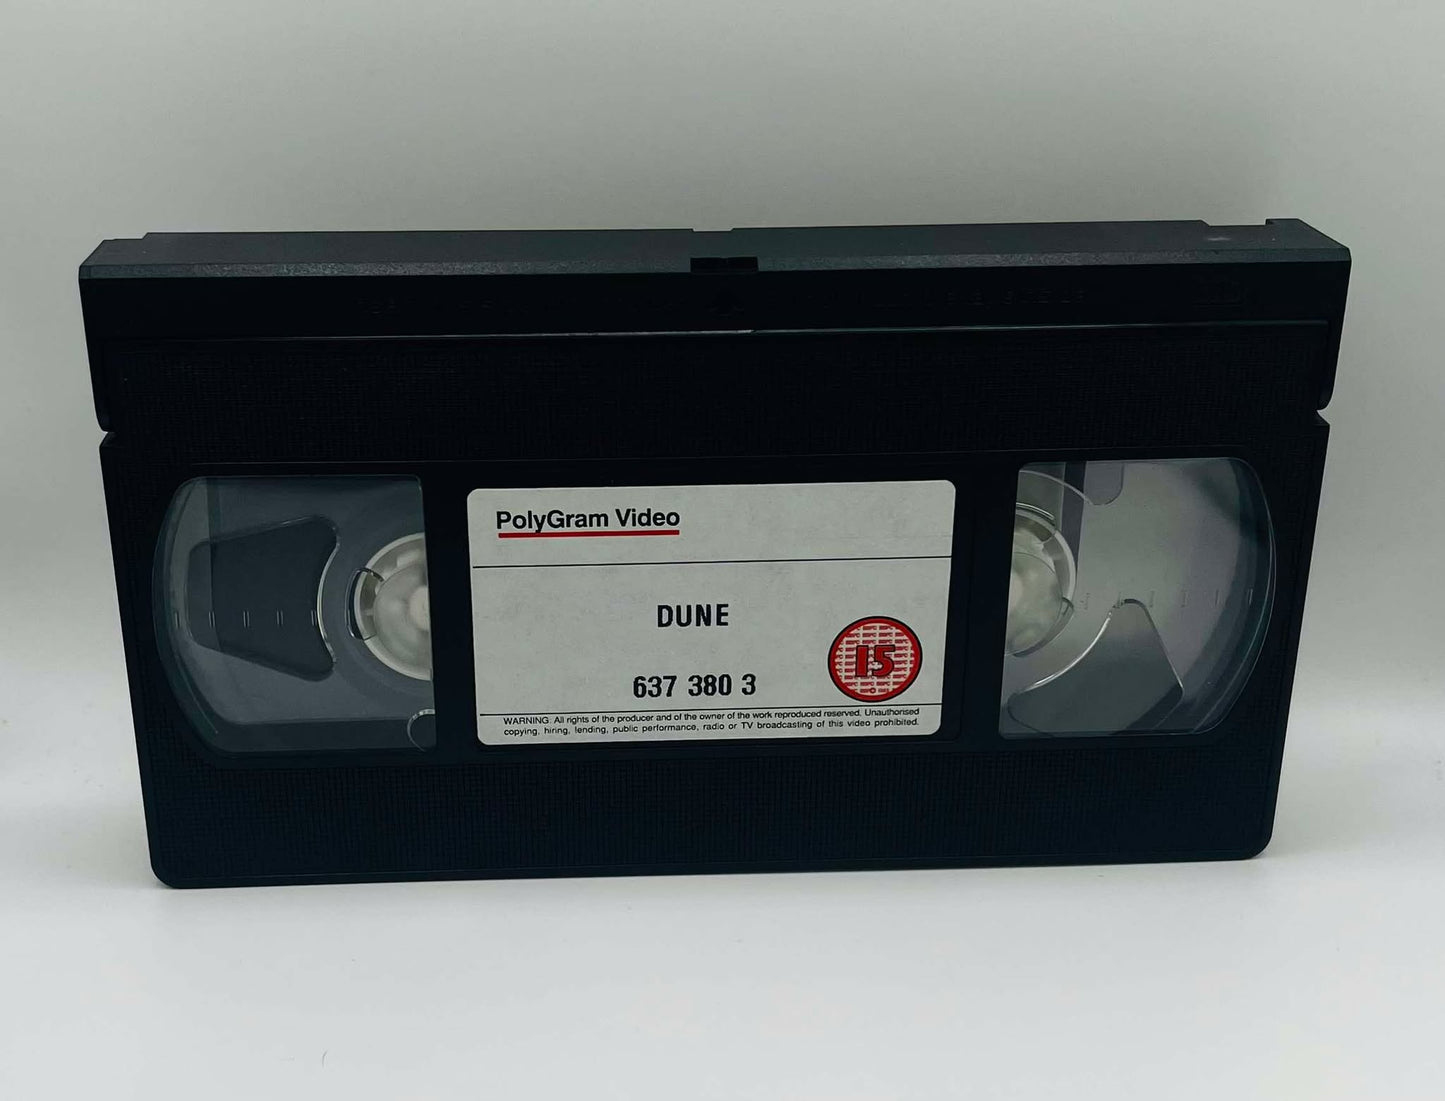 PolyGram Video
DUNE
15
637 380 3
WARNING. All rights of the producer and of the owner of the work reproduced reserved. Unauthorised
copying, hiring, lending, public performance, radio or TV broadcasting of this video prohibited.